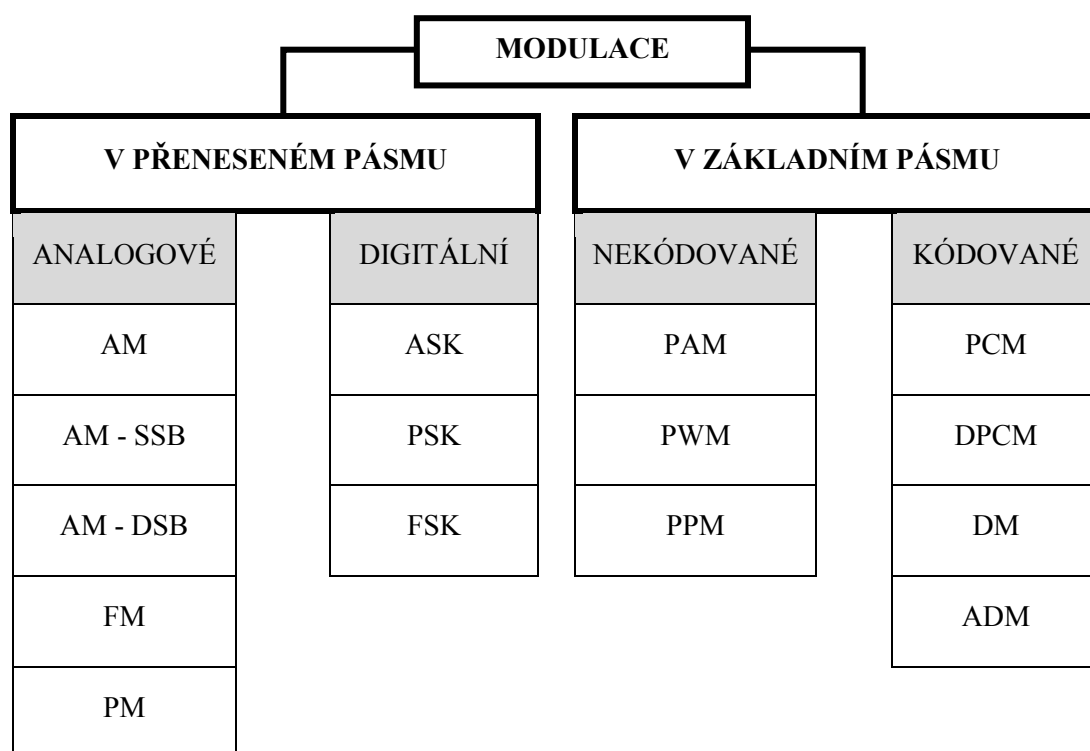 MODULACE
V PŘENESENÉM PÁSMU
V ZÁKLADNÍM PÁSMU
ANALOGOVÉ
DIGITÁLNÍ
NEKÓDOVANÉ
KÓDOVANÉ
AM
ASK
PAM
PCM
AM - SSB
PSK
PWM
DPCM
AM - DSB
FSK
PPM
DM
FM
ADM
PM